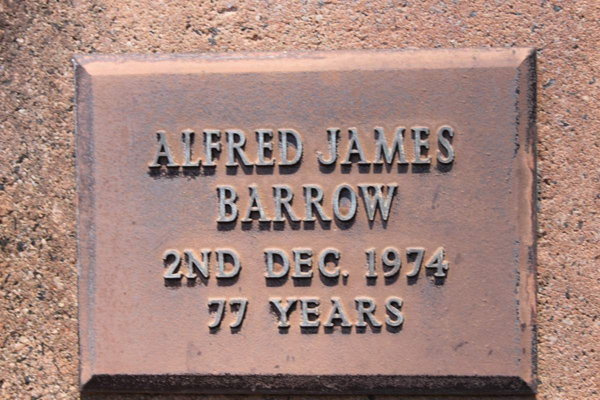 ALFRED JAMES
BARROW
2ND DEC. 1974
77 YEARS